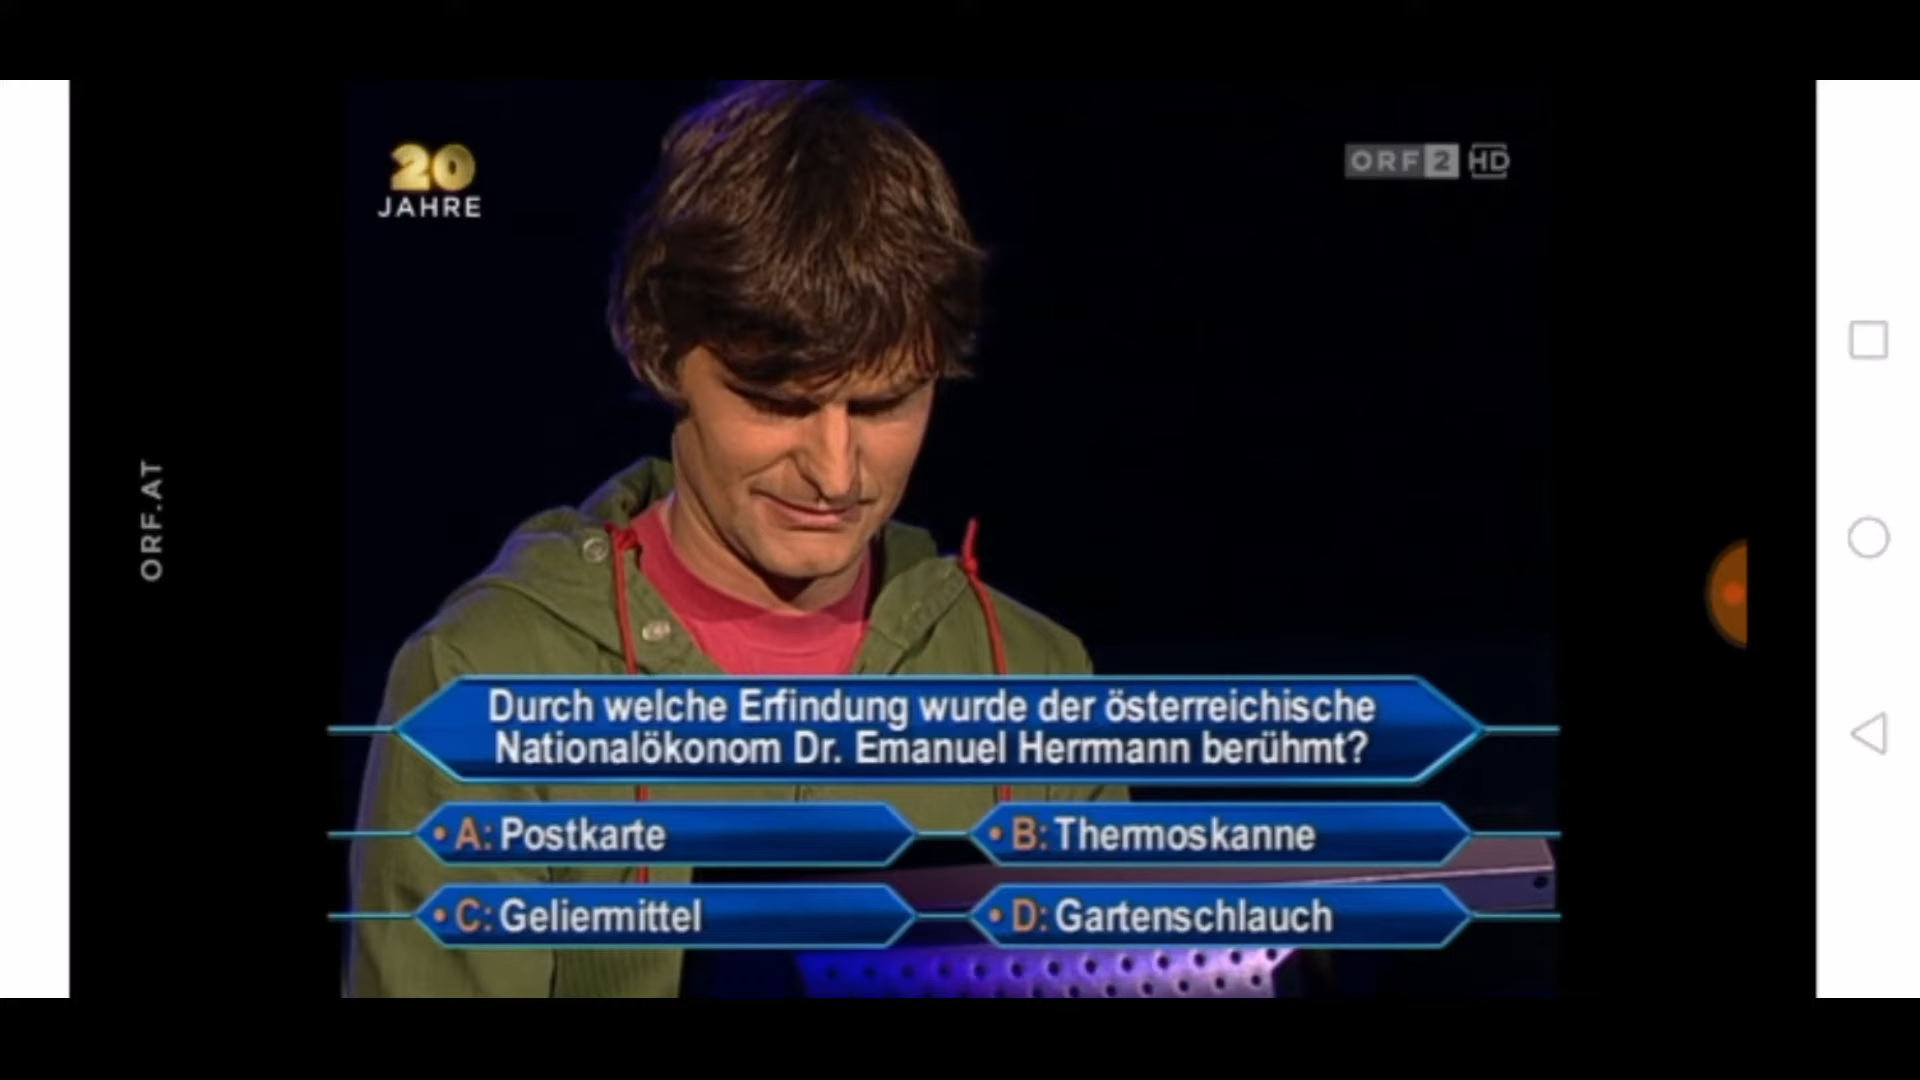 20
JAHRE
ORF 2 HD
ORF.AT
Durch welche Erfindung wurde der österreichische
Nationalökonom Dr. Emanuel Herrmann berühmt?
A: Postkarte
B: Thermoskanne
C: Geliermittel
D: Gartenschlauch